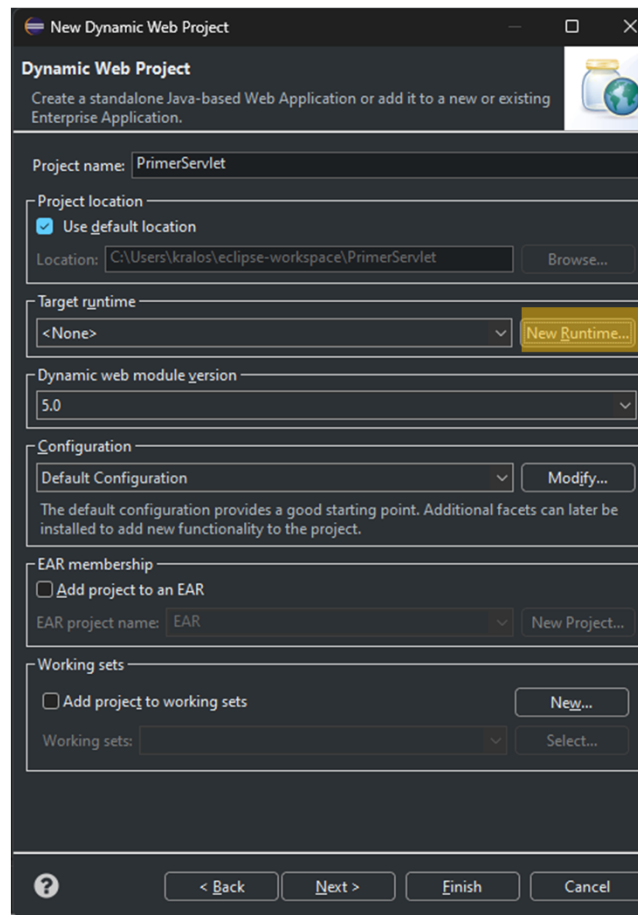 New Dynamic Web Project
Dynamic Web Project
Create a standalone Java-based Web Application or add it to a new or existing
Enterprise Application.
Project name: PrimerServlet
Project location
Use default location
Location: C:\Users\kralos\eclipse-workspace\PrimerServlet Browse...
Target runtime
<None> New Runtime...
Dynamic web module version
5.0
Configuration
Default Configuration Modify...
The default configuration provides a good starting point. Additional facets can later be
installed to add new functionality to the project.
EAR membership
Add project to an EAR
EAR project name: EAR New Project...
Working sets
Add project to working sets New...
Working sets: Select...
? < Back Next > Finish Cancel